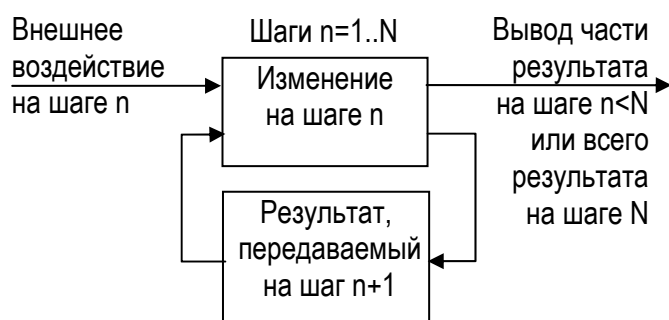 Внешнее
воздействие
на шаге n
Шаги n=1..N
Изменение
на шаге n
Вывод части
результата
на шаге n<N
или всего
результата
на шаге N
Результат,
передаваемый
на шаг n+1